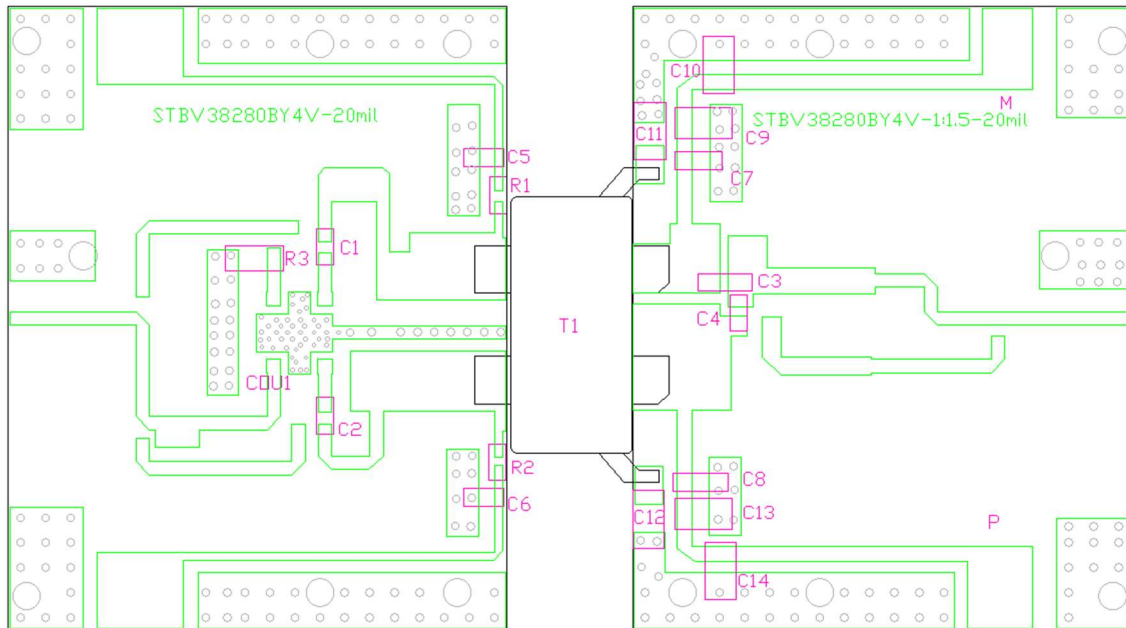 C10
M
STBV38280BY4V-20mil
STBV38280BY4V-1:1.5-20mil
C11
C9
C5
C7
R1
C1
R3
C3
C4
T1
CDU1
C2
R2
C8
C6
C12
C13
P
C14